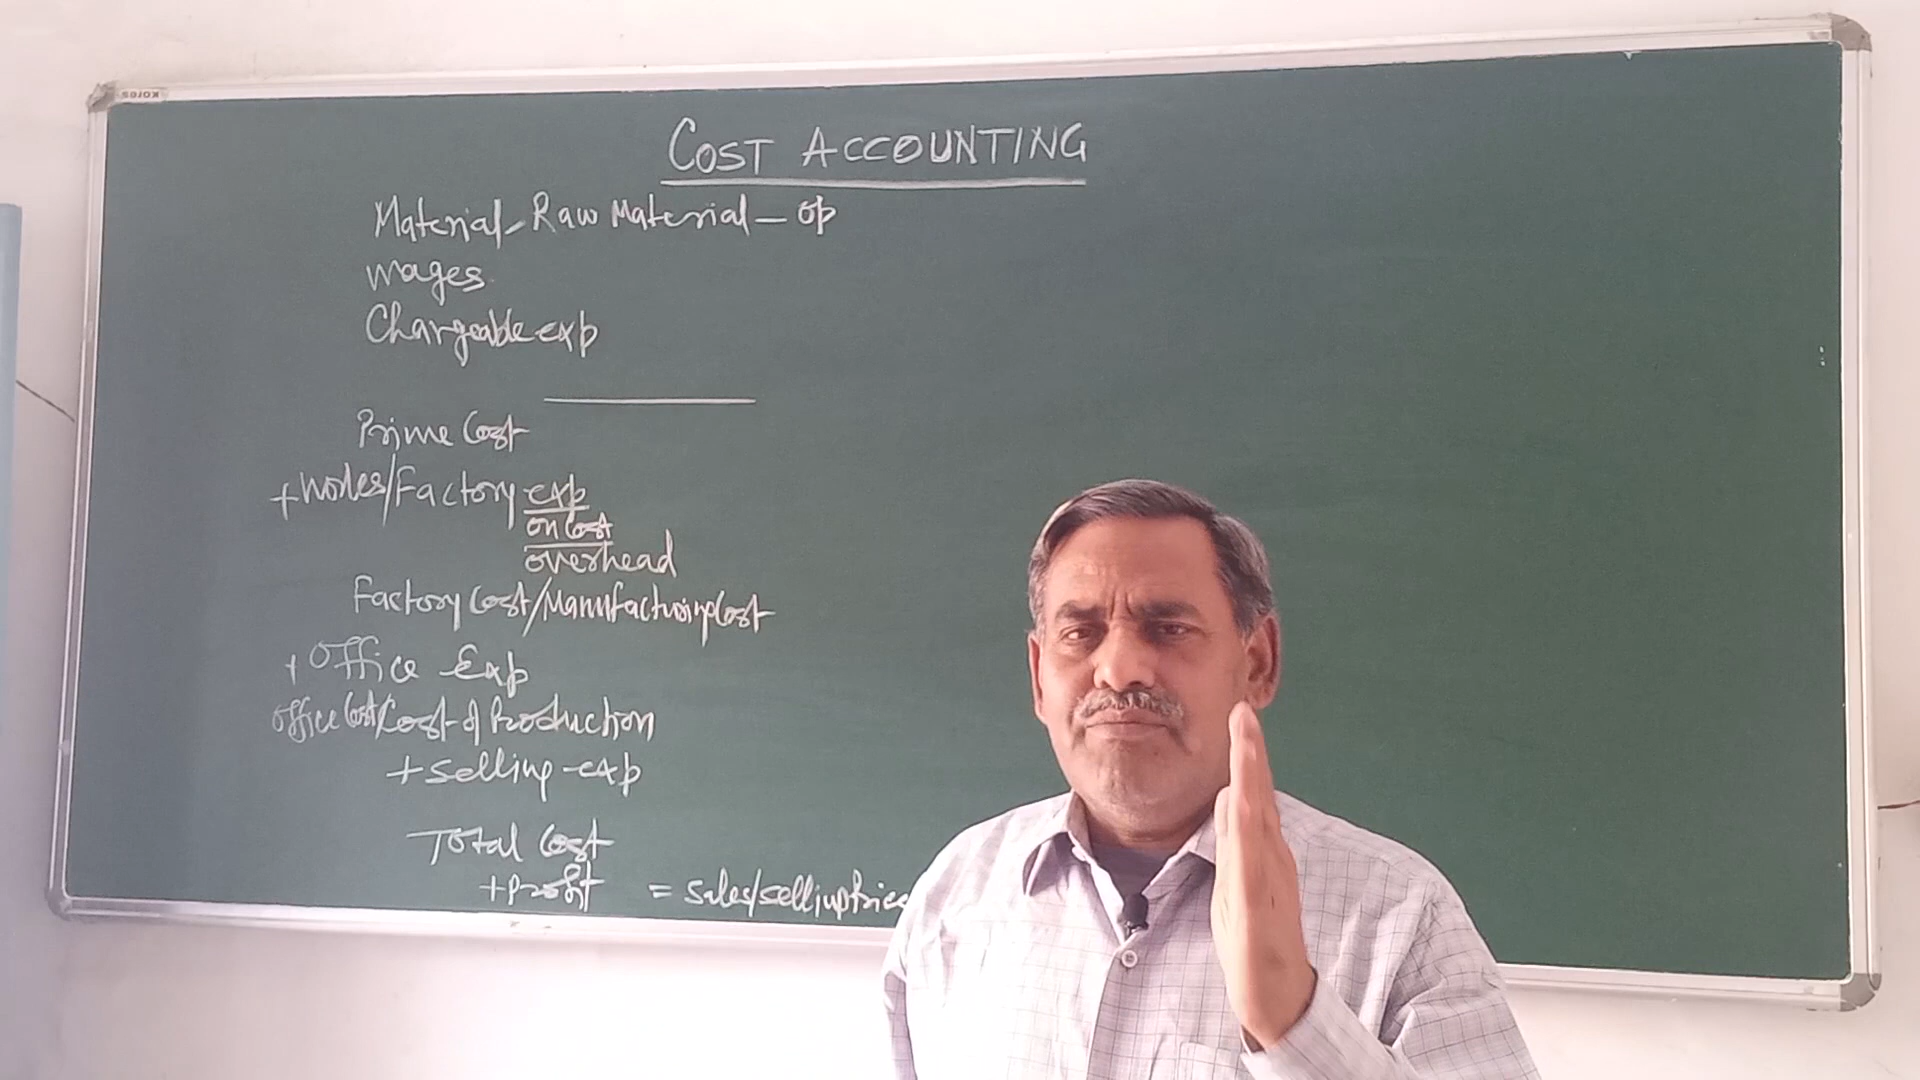 COST ACCOUNTING
Material - Raw Material - op
wages
Chargeable exp
Prime Cost
+ Works/Factory exp
on Cost
overhead
Factory Cost/Manufacturing Cost
+ Office Exp
Office Cost/Cost of Production
+ selling exp
Total Cost
+ Profit = sales/selling price